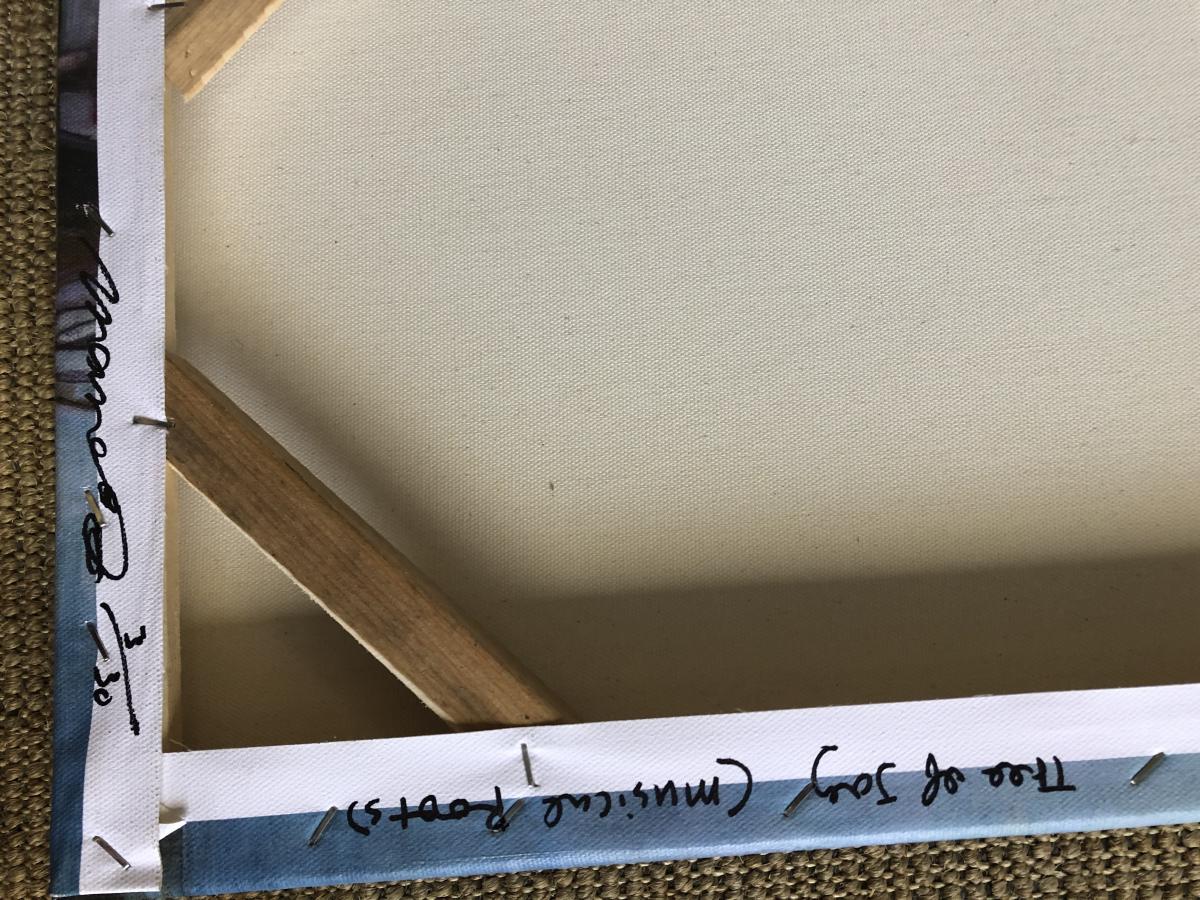 Tree of Joy (musical Roots)
3/30